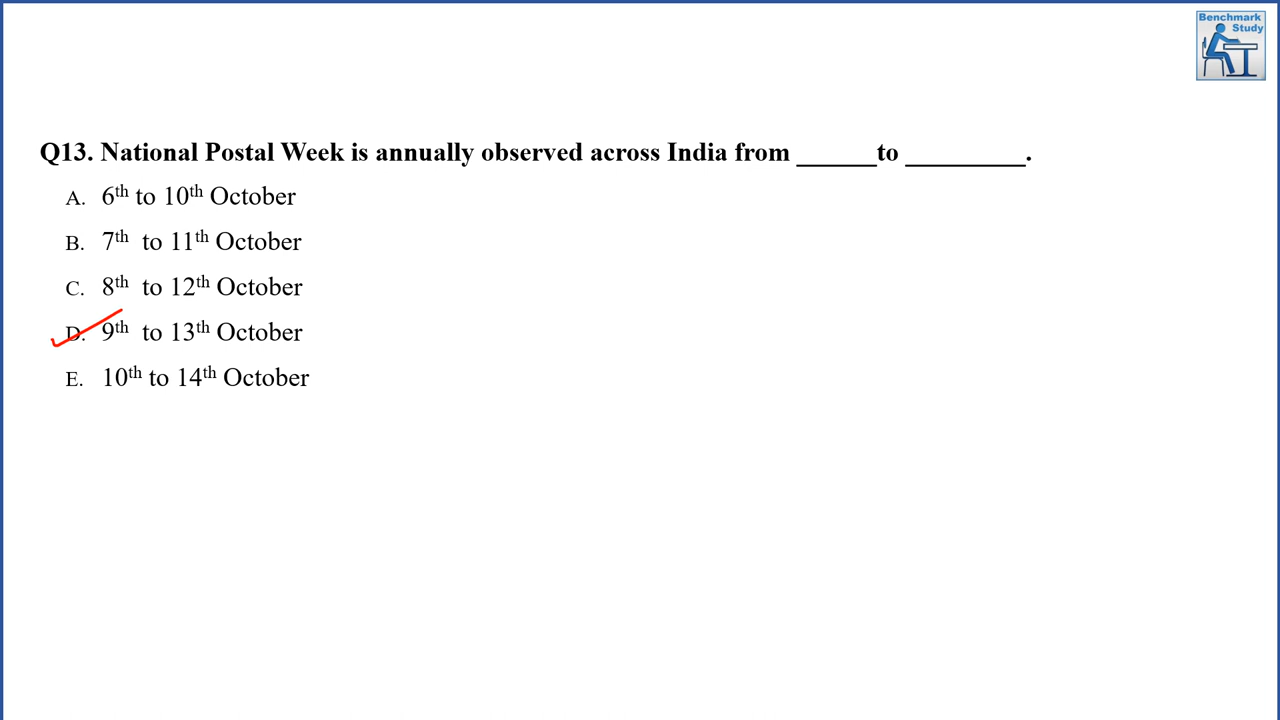 Benchmark
Study
Q13. National Postal Week is annually observed across India from ______to _________.
A. 6th to 10th October
B. 7th to 11th October
C. 8th to 12th October
D. 9th to 13th October
E. 10th to 14th October